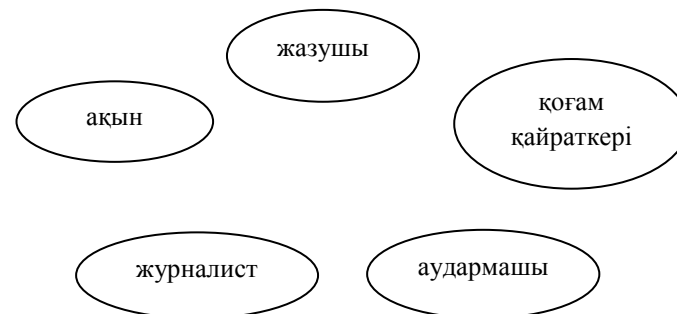 жазушы
ақын
қоғам
қайраткері
журналист
аудармашы